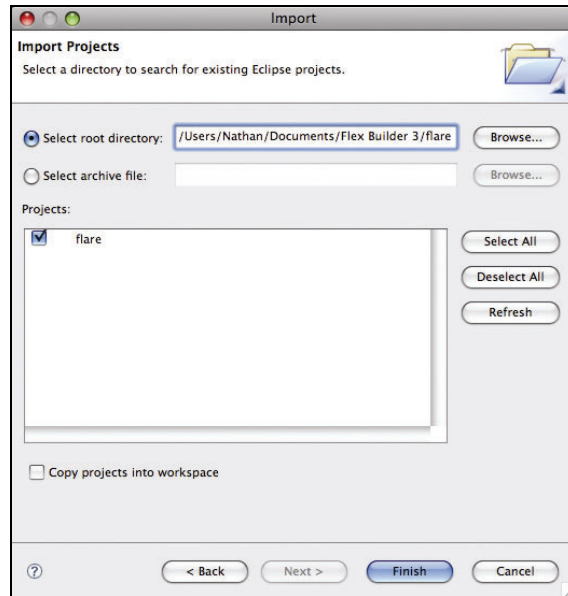 Import
Import Projects
Select a directory to search for existing Eclipse projects.
Select root directory: /Users/Nathan/Documents/Flex Builder 3/flare Browse...
Select archive file: Browse...
Projects:
flare
Select All
Deselect All
Refresh
Copy projects into workspace
? < Back Next > Finish Cancel